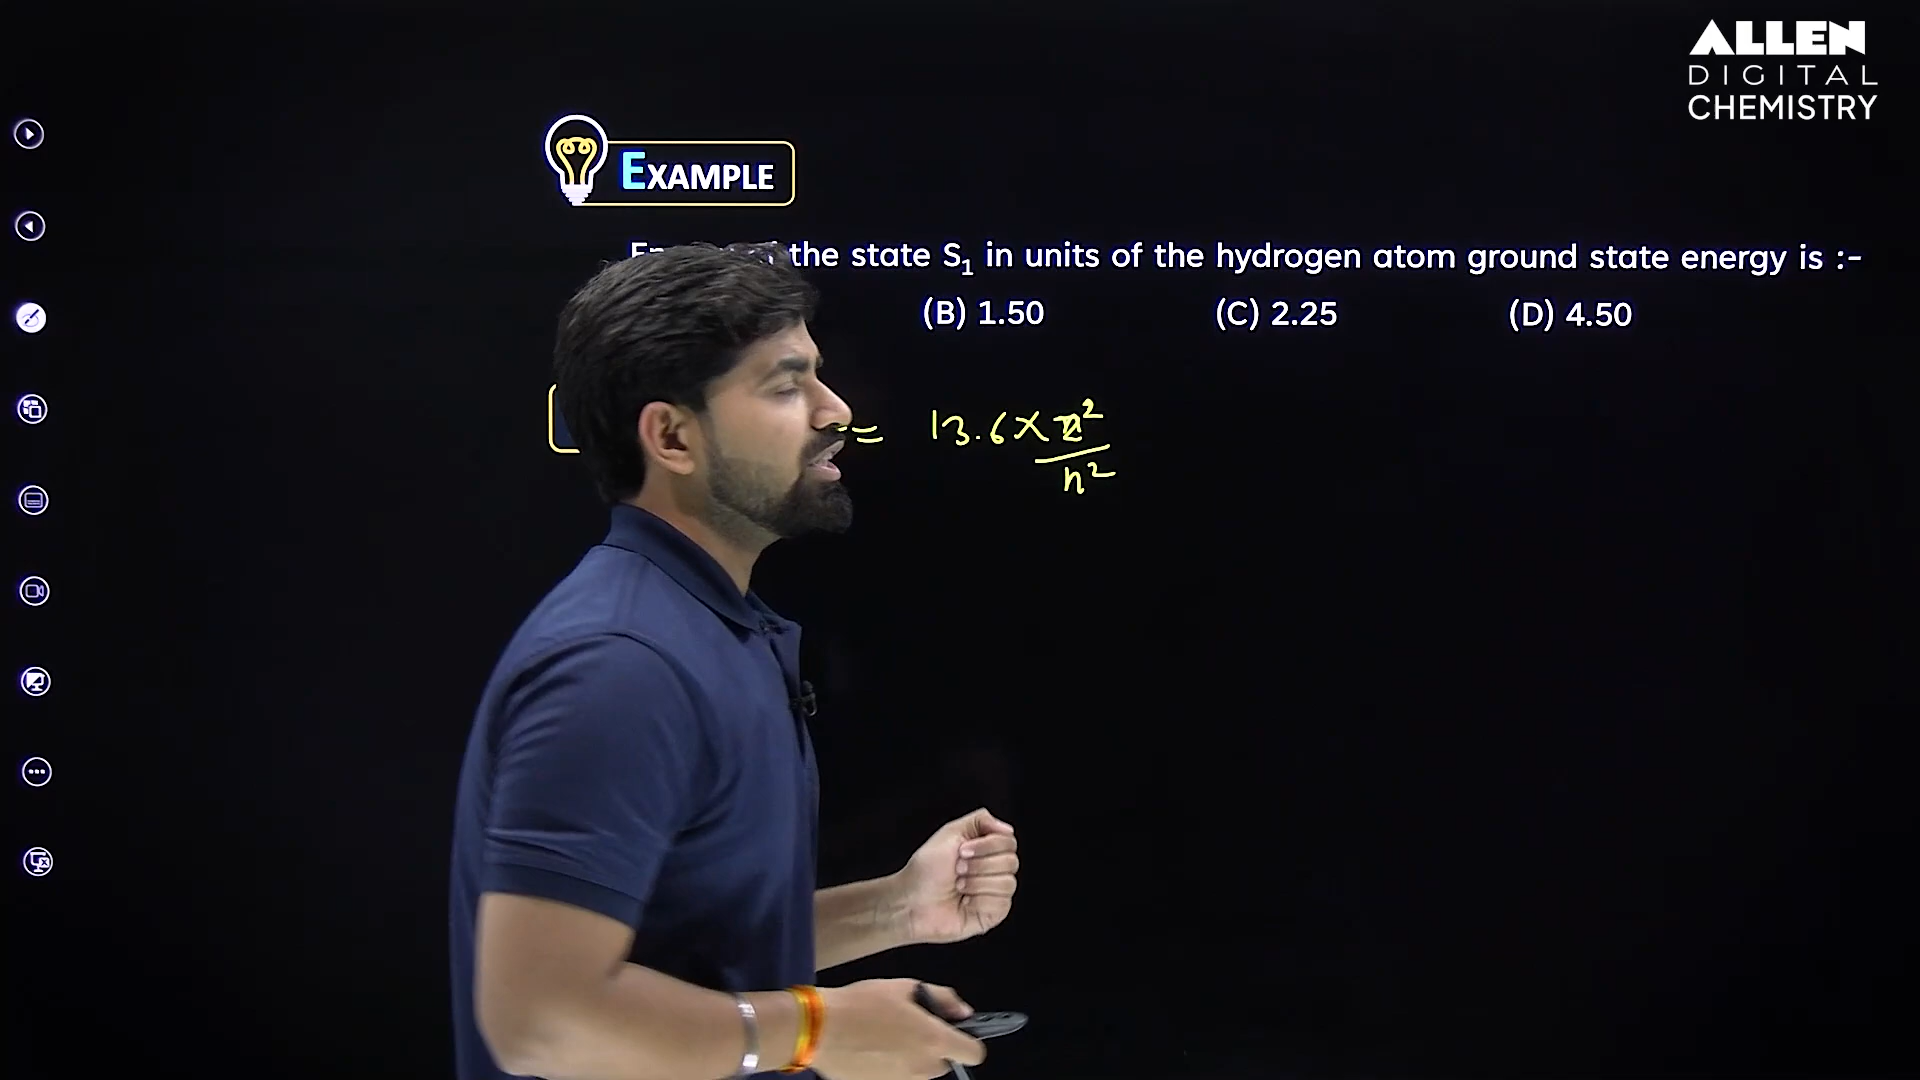 ALLEN
DIGITAL
CHEMISTRY
EXAMPLE
the state S₁ in units of the hydrogen atom ground state energy is :-
(B) 1.50 (C) 2.25 (D) 4.50
= 13.6 × z²
n²